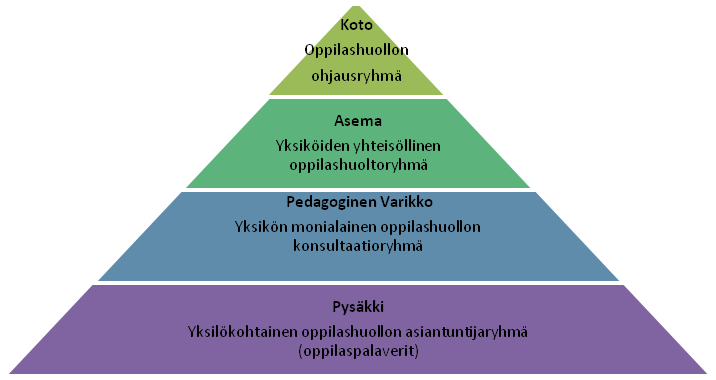 Koto
Oppilashuollon
ohjausryhmä
Asema
Yksiköiden yhteisöllinen
oppilashuoltoryhmä
Pedagoginen Varikko
Yksikön monialainen oppilashuollon
konsultaatioryhmä
Pysäkki
Yksilökohtainen oppilashuollon asiantuntijaryhmä
(oppilaspalaverit)